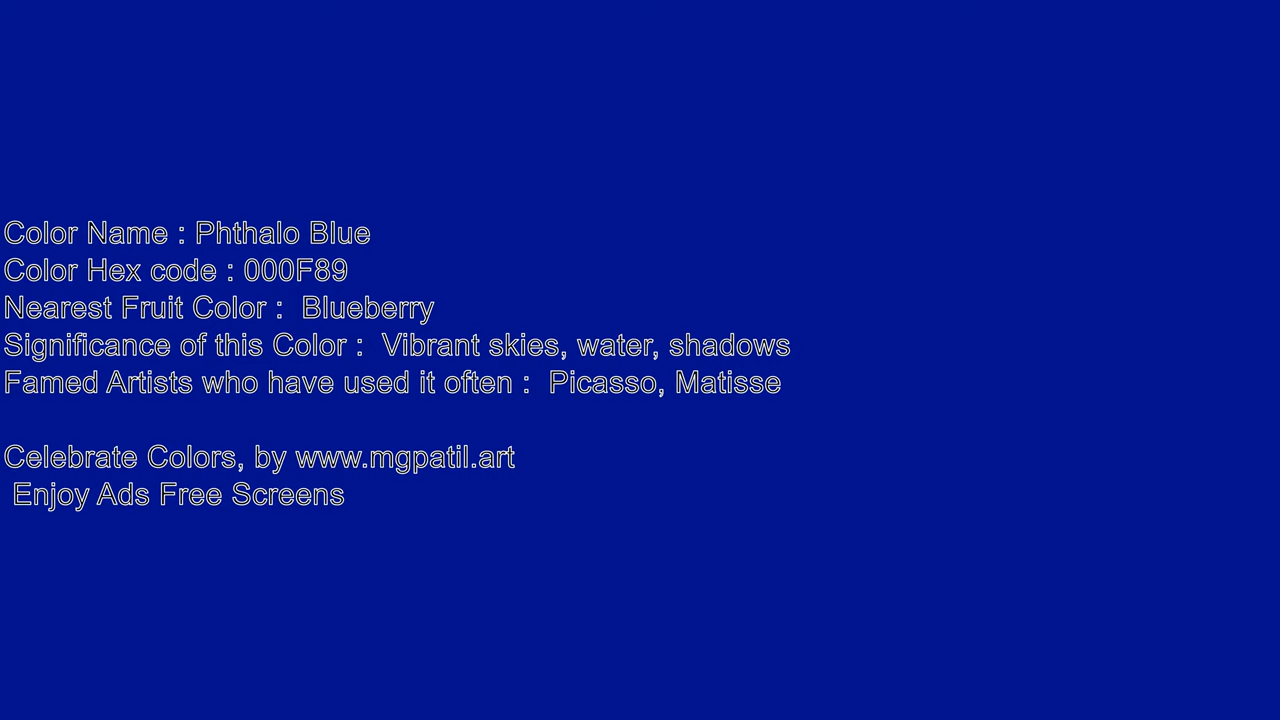 Color Name : Phthalo Blue
Color Hex code : 000F89
Nearest Fruit Color :  Blueberry
Significance of this Color :  Vibrant skies, water, shadows
Famed Artists who have used it often :  Picasso, Matisse
Celebrate Colors, by www.mgpatil.art
Enjoy Ads Free Screens